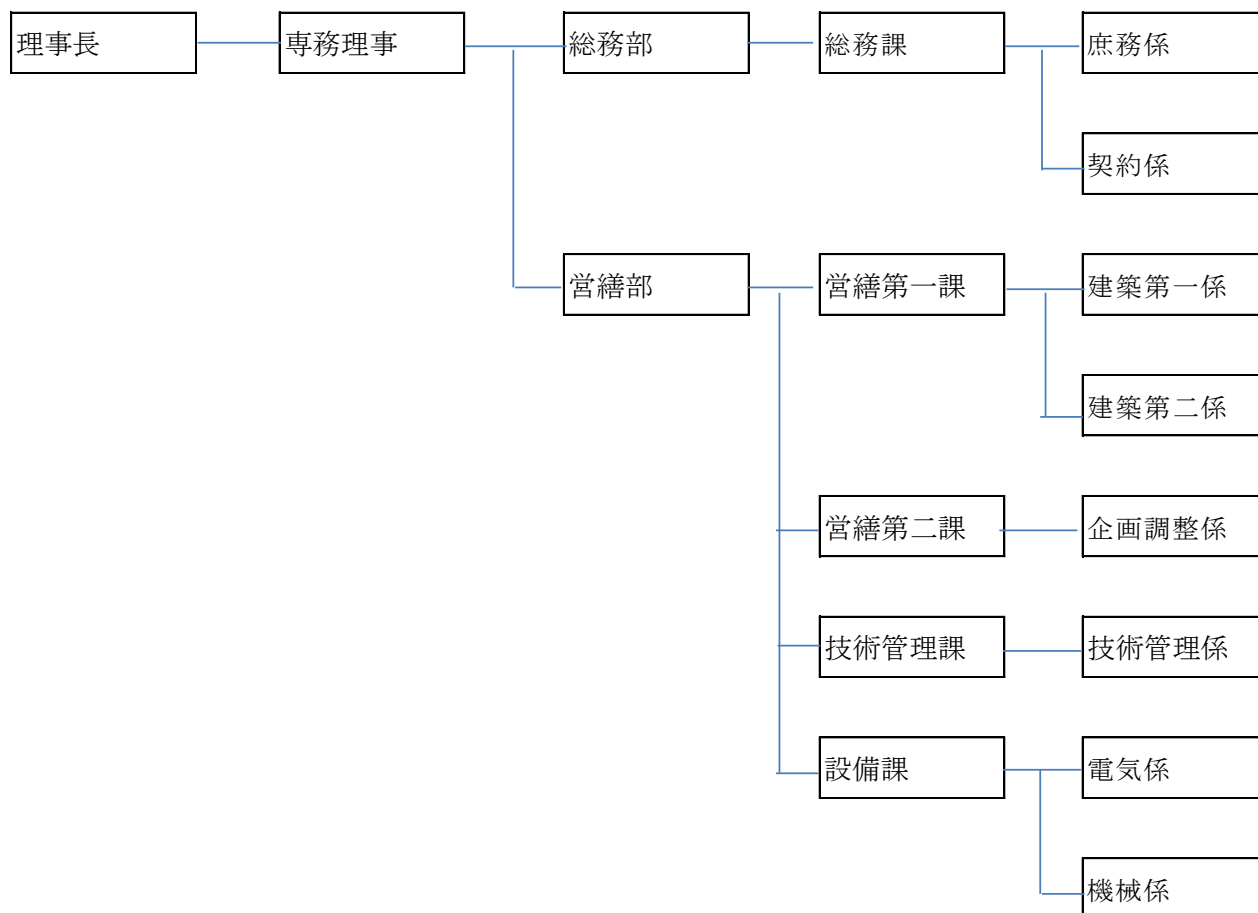 理事長
専務理事
総務部
総務課
庶務係
契約係
営繕部
営繕第一課
建築第一係
建築第二係
営繕第二課
企画調整係
技術管理課
技術管理係
設備課
電気係
機械係